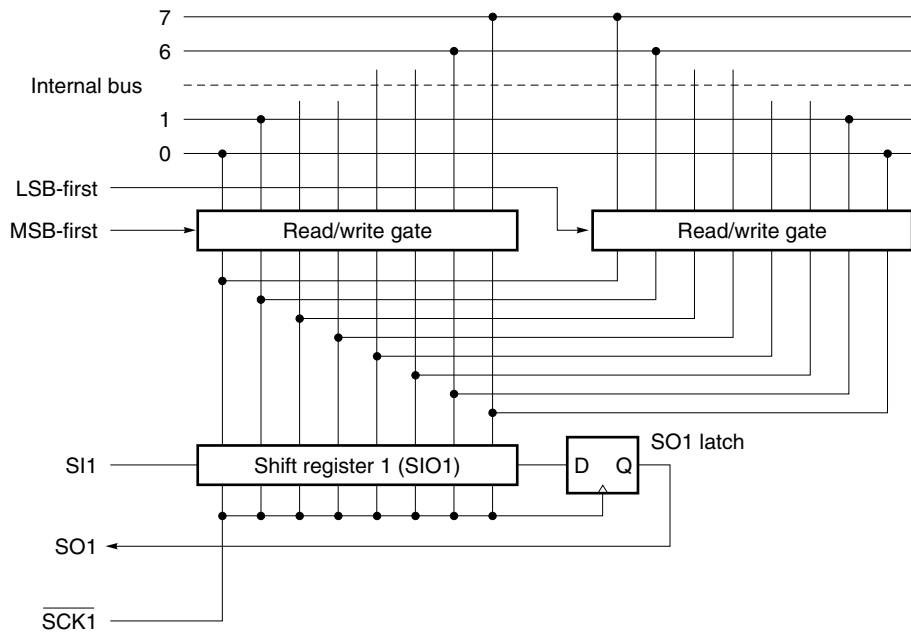 7
6
Internal bus
1
0
LSB-first
MSB-first
Read/write gate
Read/write gate
SO1 latch
SI1
Shift register 1 (SIO1)
D
Q
SO1
SCK1